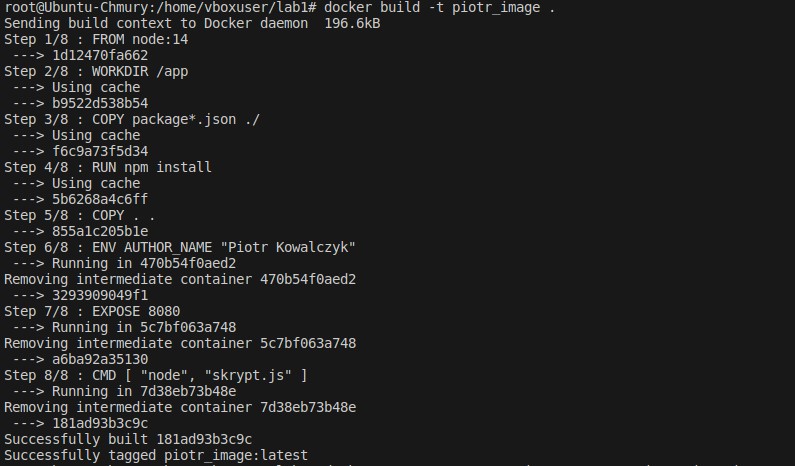 root@Ubuntu-Chmury:/home/vboxuser/lab1# docker build -t piotr_image .
Sending build context to Docker daemon  196.6kB
Step 1/8 : FROM node:14
 ---> 1d12470fa662
Step 2/8 : WORKDIR /app
 ---> Using cache
 ---> b9522d538b54
Step 3/8 : COPY package*.json ./
 ---> Using cache
 ---> f6c9a73f5d34
Step 4/8 : RUN npm install
 ---> Using cache
 ---> 5b6268a4c6ff
Step 5/8 : COPY . .
 ---> 855a1c205b1e
Step 6/8 : ENV AUTHOR_NAME "Piotr Kowalczyk"
 ---> Running in 470b54f0aed2
Removing intermediate container 470b54f0aed2
 ---> 3293909049f1
Step 7/8 : EXPOSE 8080
 ---> Running in 5c7bf063a748
Removing intermediate container 5c7bf063a748
 ---> a6ba92a35130
Step 8/8 : CMD [ "node", "skrypt.js" ]
 ---> Running in 7d38eb73b48e
Removing intermediate container 7d38eb73b48e
 ---> 181ad93b3c9c
Successfully built 181ad93b3c9c
Successfully tagged piotr_image:latest